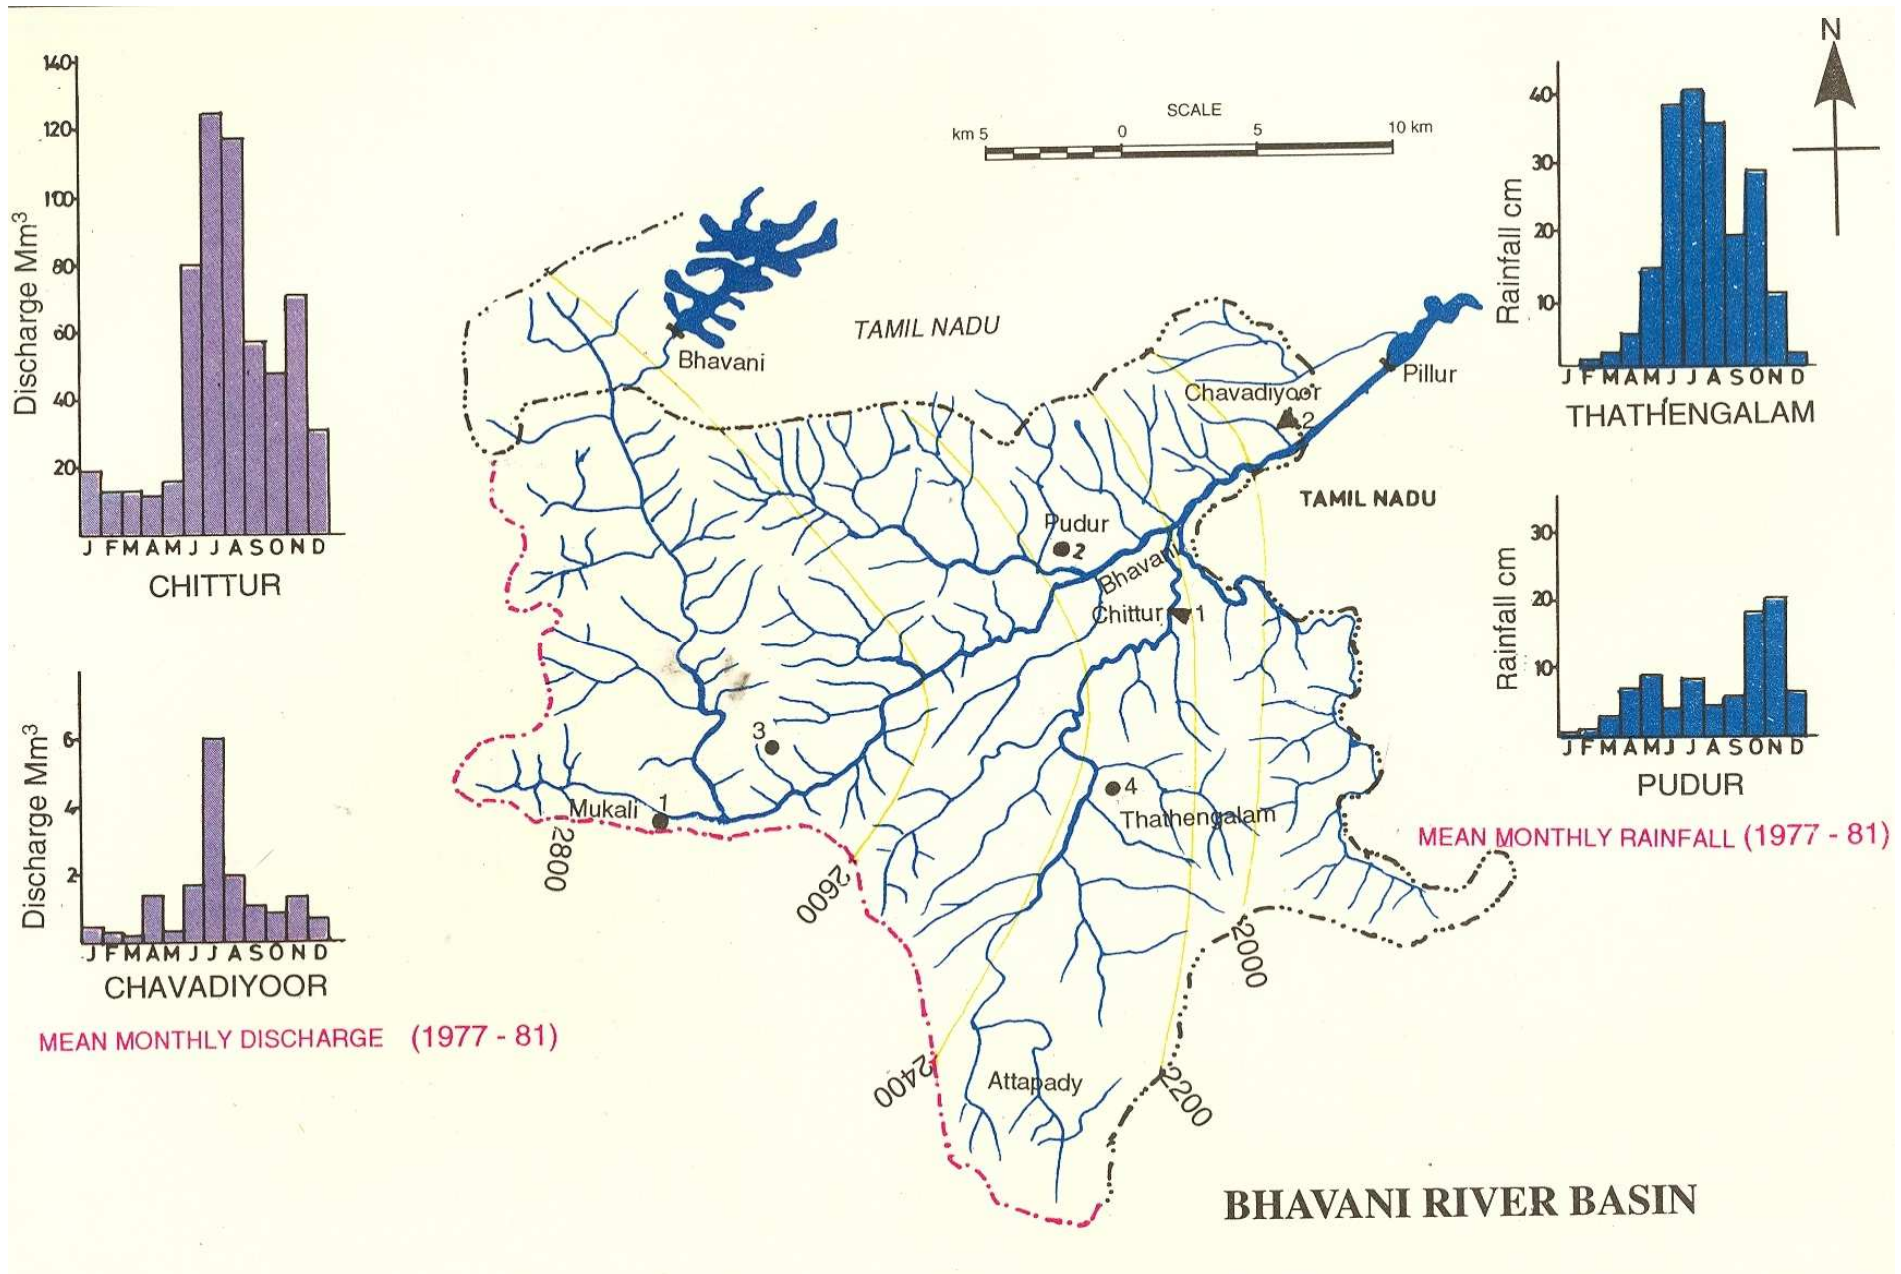 140
120
100
80
60
40
20
Discharge Mm3
J F M A M J J A S O N D
CHITTUR
6
4
2
Discharge Mm3
J F M A M J J A S O N D
CHAVADIYOOR
MEAN MONTHLY DISCHARGE (1977 - 81)
SCALE
km 5 0 5 10 km
TAMIL NADU
Bhavani
Chavadiyoor
2
Pillur
TAMIL NADU
Pudur
2
Bhavani
Chittur 1
3
4
Mukali 1
Thathengalam
2800
2600
2400
2000
2200
Attapady
N
40
30
20
10
Rainfall cm
J F M A M J J A S O N D
THATHENGALAM
30
20
10
Rainfall cm
J F M A M J J A S O N D
PUDUR
MEAN MONTHLY RAINFALL (1977 - 81)
BHAVANI RIVER BASIN